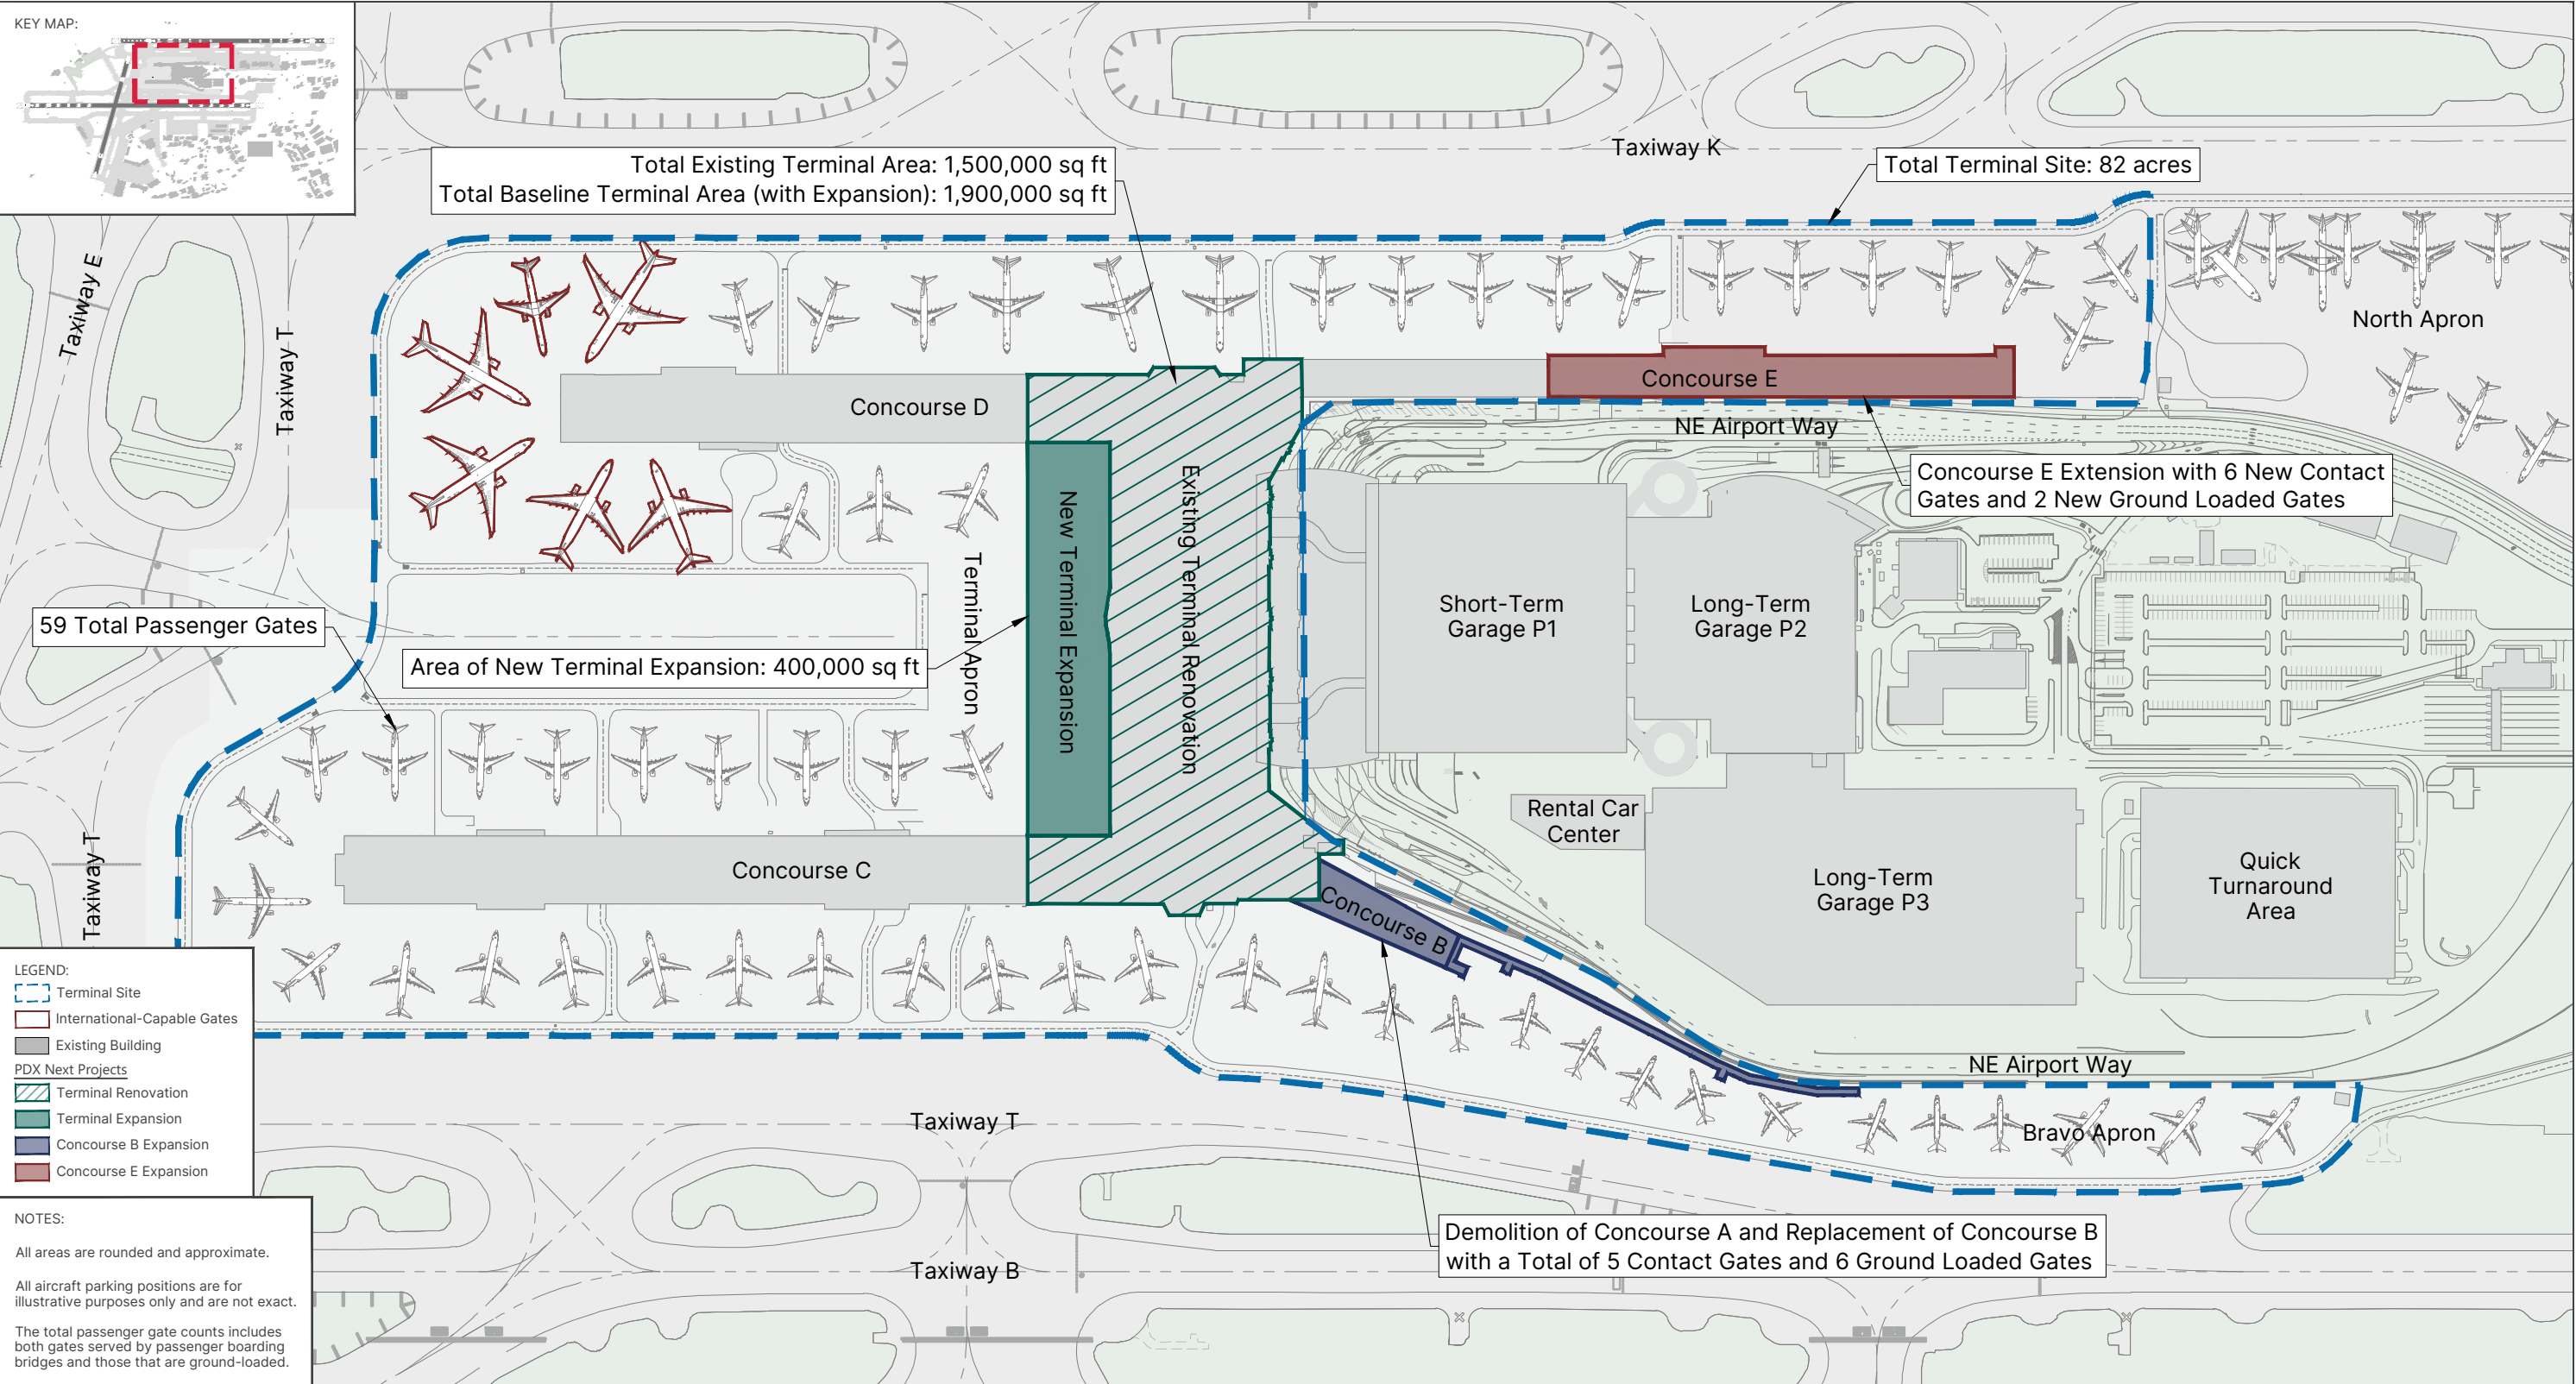 KEY MAP:
Taxiway K
Total Existing Terminal Area: 1,500,000 sq ft
Total Baseline Terminal Area (with Expansion): 1,900,000 sq ft
Total Terminal Site: 82 acres
Taxiway E
Taxiway T
North Apron
Concourse D
Concourse E
NE Airport Way
Concourse E Extension with 6 New Contact
Gates and 2 New Ground Loaded Gates
New Terminal Expansion
Existing Terminal Renovation
Terminal Apron
59 Total Passenger Gates
Area of New Terminal Expansion: 400,000 sq ft
Short-Term
Garage P1
Long-Term
Garage P2
Rental Car
Center
Long-Term
Garage P3
Quick
Turnaround
Area
Taxiway T
Concourse C
Concourse B
NE Airport Way
Bravo Apron
Taxiway T
Demolition of Concourse A and Replacement of Concourse B
with a Total of 5 Contact Gates and 6 Ground Loaded Gates
Taxiway B
LEGEND:
Terminal Site
International-Capable Gates
Existing Building
PDX Next Projects
Terminal Renovation
Terminal Expansion
Concourse B Expansion
Concourse E Expansion
NOTES:
All areas are rounded and approximate.
All aircraft parking positions are for
illustrative purposes only and are not exact.
The total passenger gate counts includes
both gates served by passenger boarding
bridges and those that are ground-loaded.